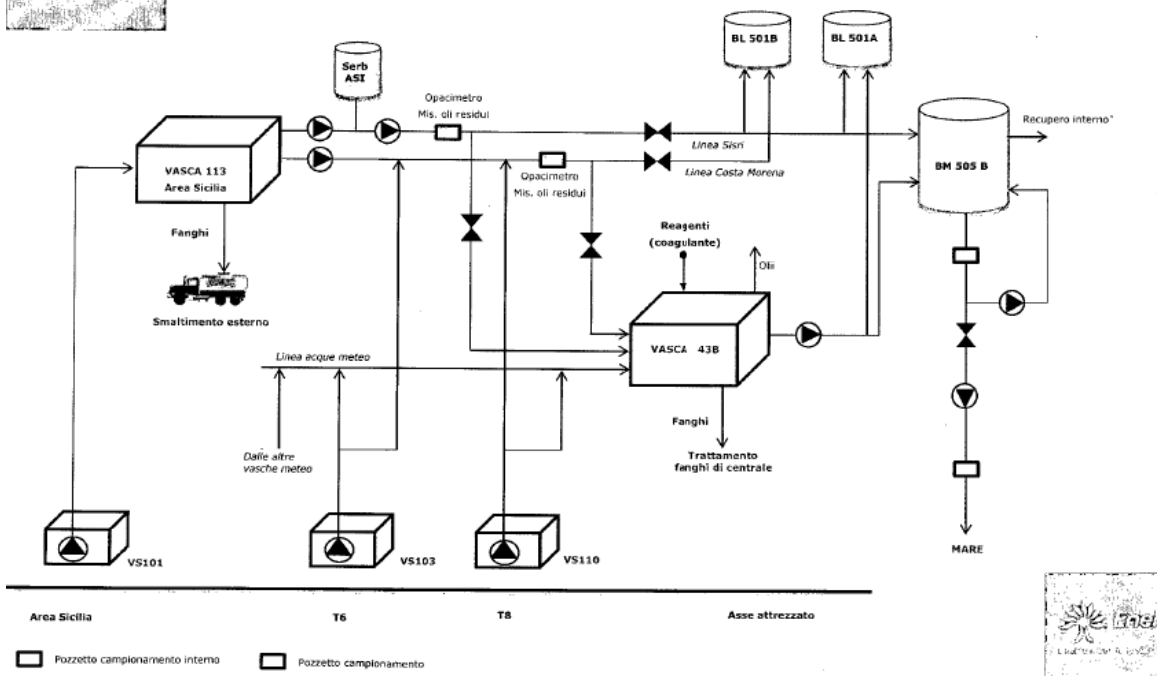 BL 501B
BL 501A
Serb
ASI
Opacimetro
Mis. oli residui
Recupero interno"
Linea Sisri
VASCA 113
Area Sicilia
BM 505 B
Linea Costa Morena
Opacimetro
Mis. oli residui
Fanghi
Reagenti
(coagulante)
Olii
Smaltimento esterno
VASCA 43B
Linea acque meteo
Fanghi
Dalle altre
vasche meteo
Trattamento
fanghi di centrale
MARE
VS101
VS103
VS110
Area Sicilia
T6
T8
Asse attrezzato
Enel
Pozzetto campionamento interno
Pozzetto campionamento